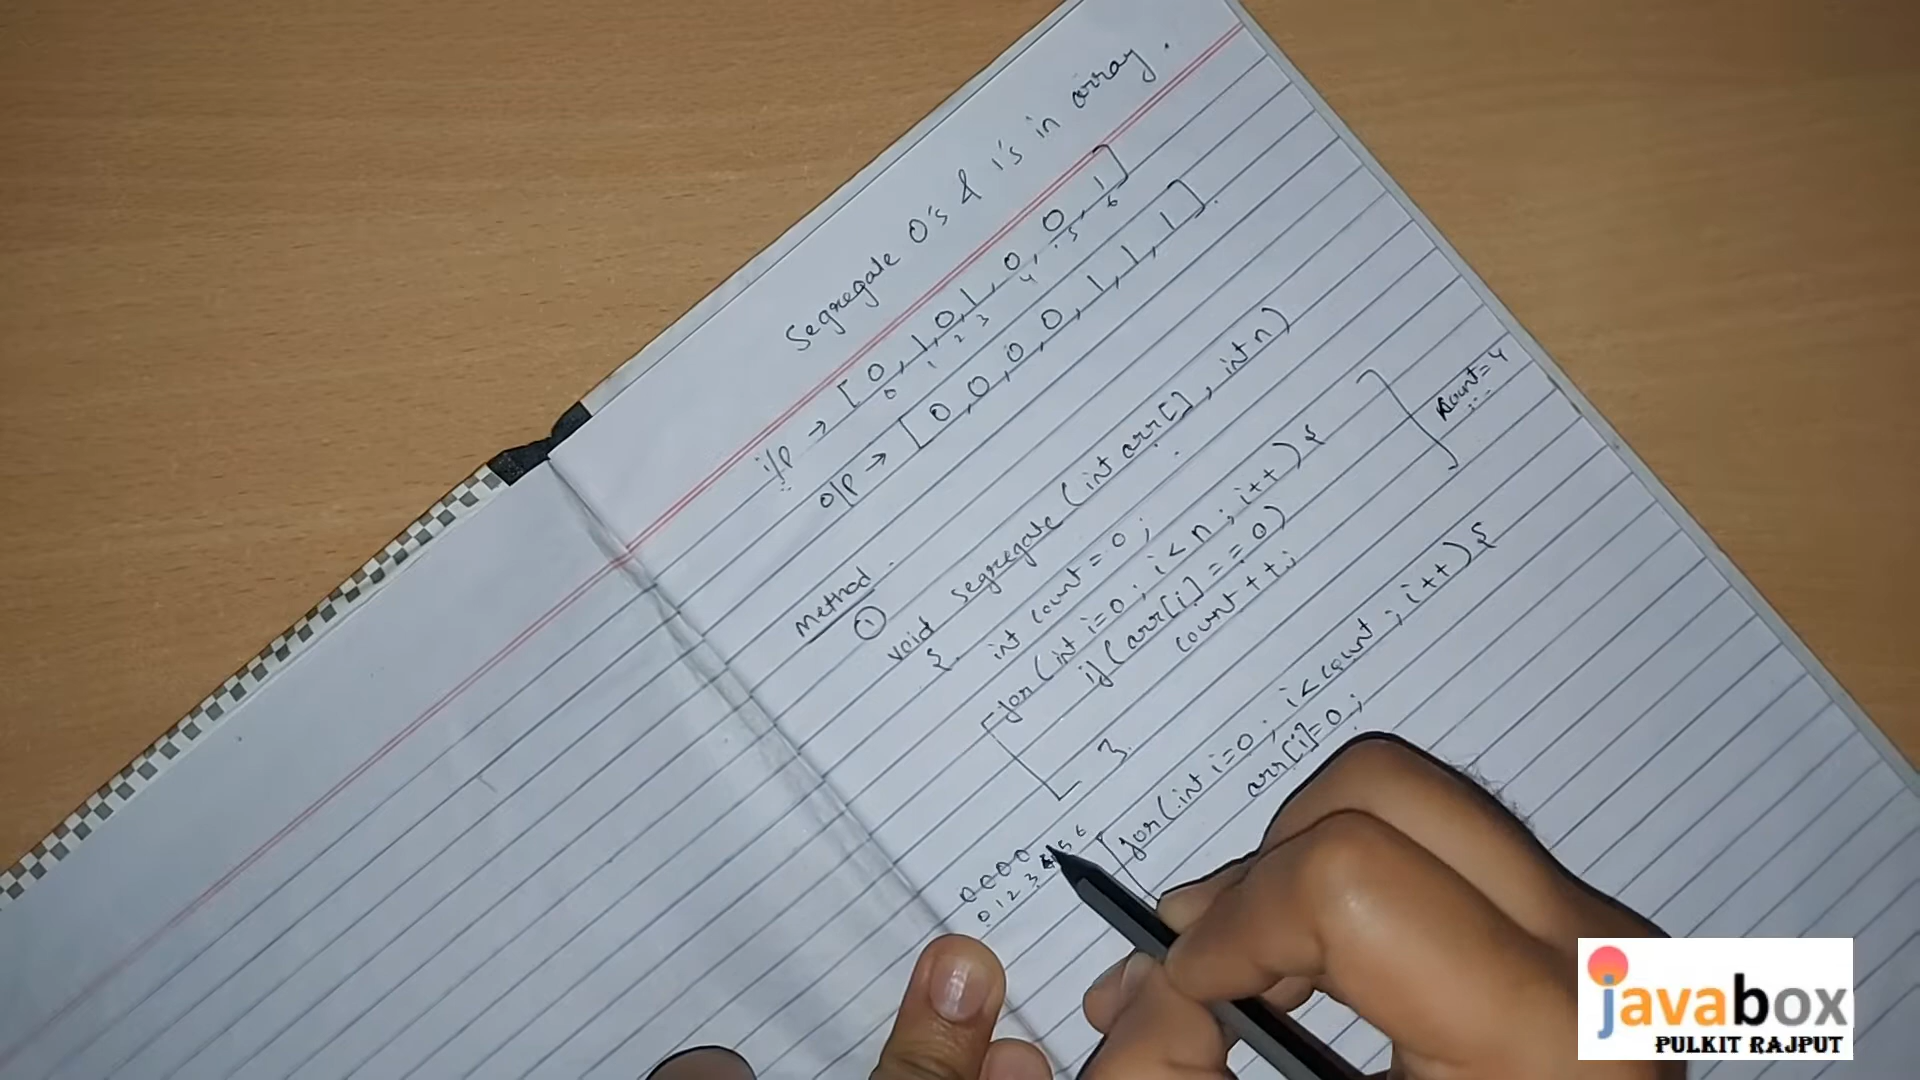 Segregate 0's & 1's in array.
i/p → [0, 1, 0, 1, 0, 0, 1]
0 1 2 3 4 5 6
o/p → [0, 0, 0, 0, 1, 1, 1].
Method
①
void segregate (int arr[], int n)
{
int count = 0;
for (int i=0; i<n; i++) {
if (arr[i] == 0)
count ++;
}
count = 4
for (int i=0; i<count; i++) {
arr[i]=0;
0 0 0 0
0 1 2 3 4 5 6
javabox
PULKIT RAJPUT